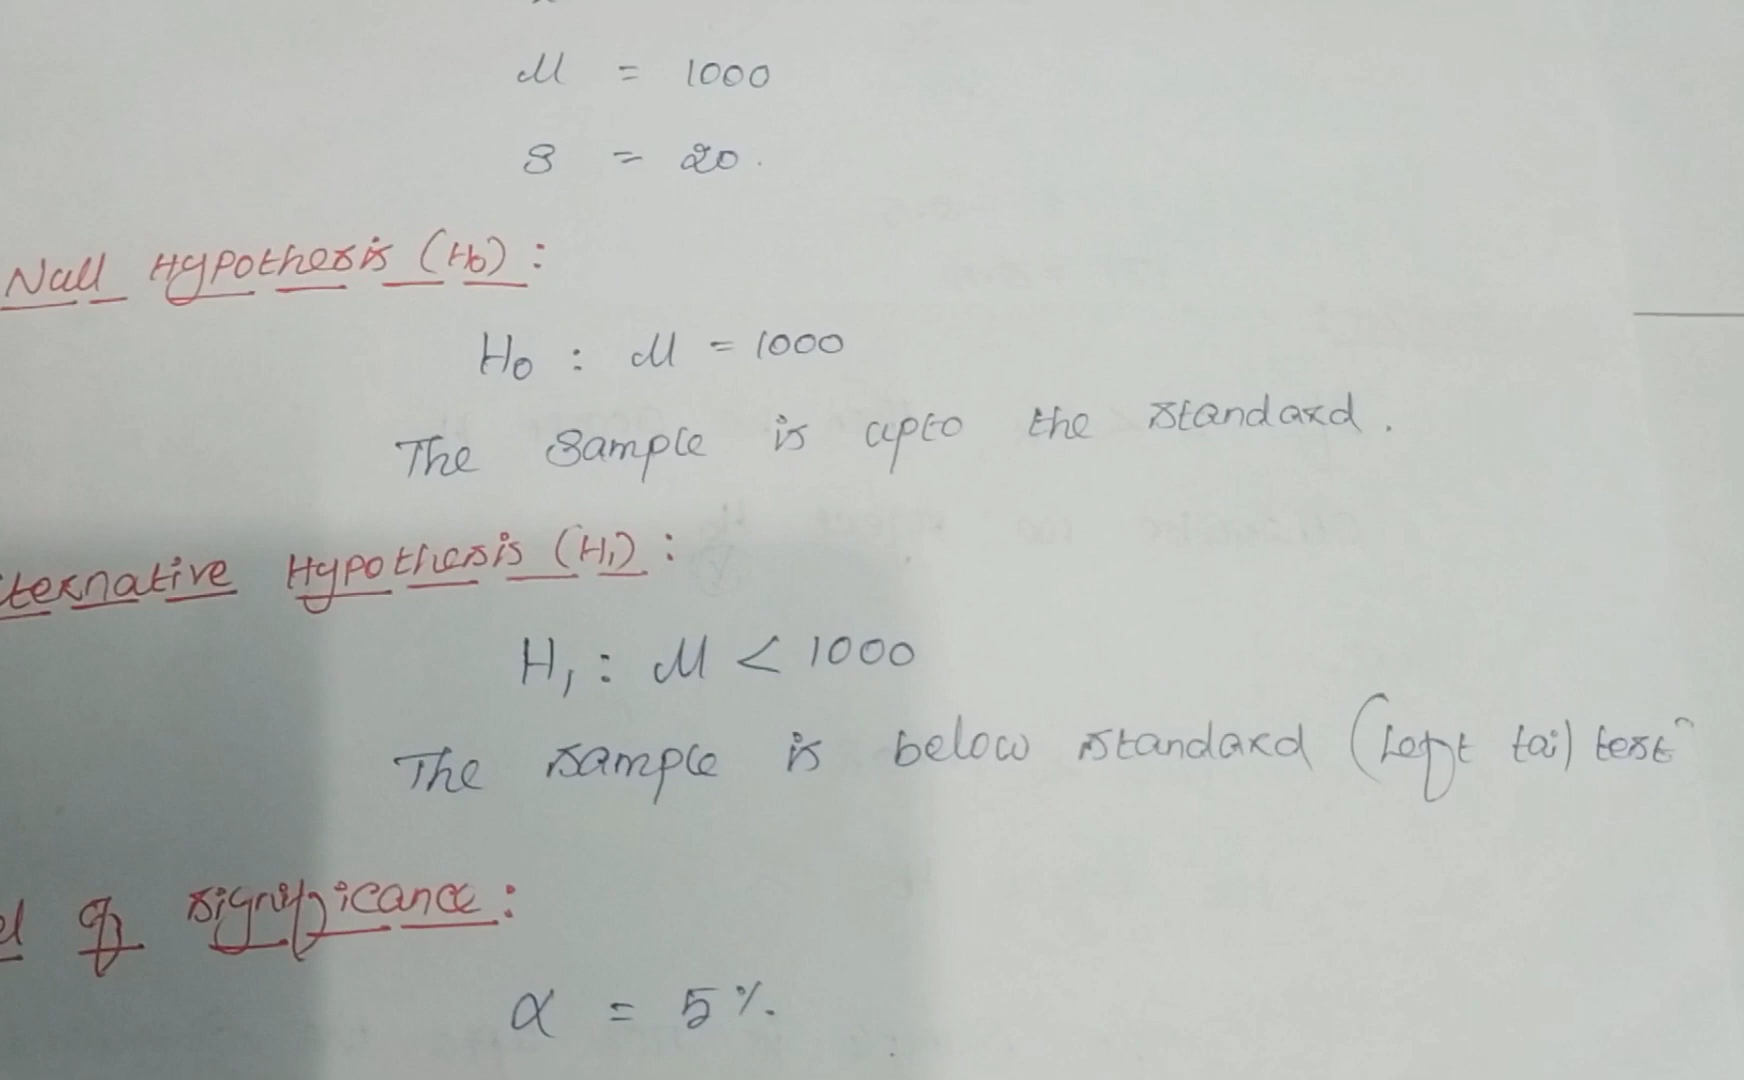 μ = 1000
S = 20.
Null Hypothesis (H₀) :
H₀ : μ = 1000
The Sample is upto the standard.
ternative Hypothesis (H₁) :
H₁ : μ < 1000
The sample is below standard (Left tail test
of significance :
α = 5 %.